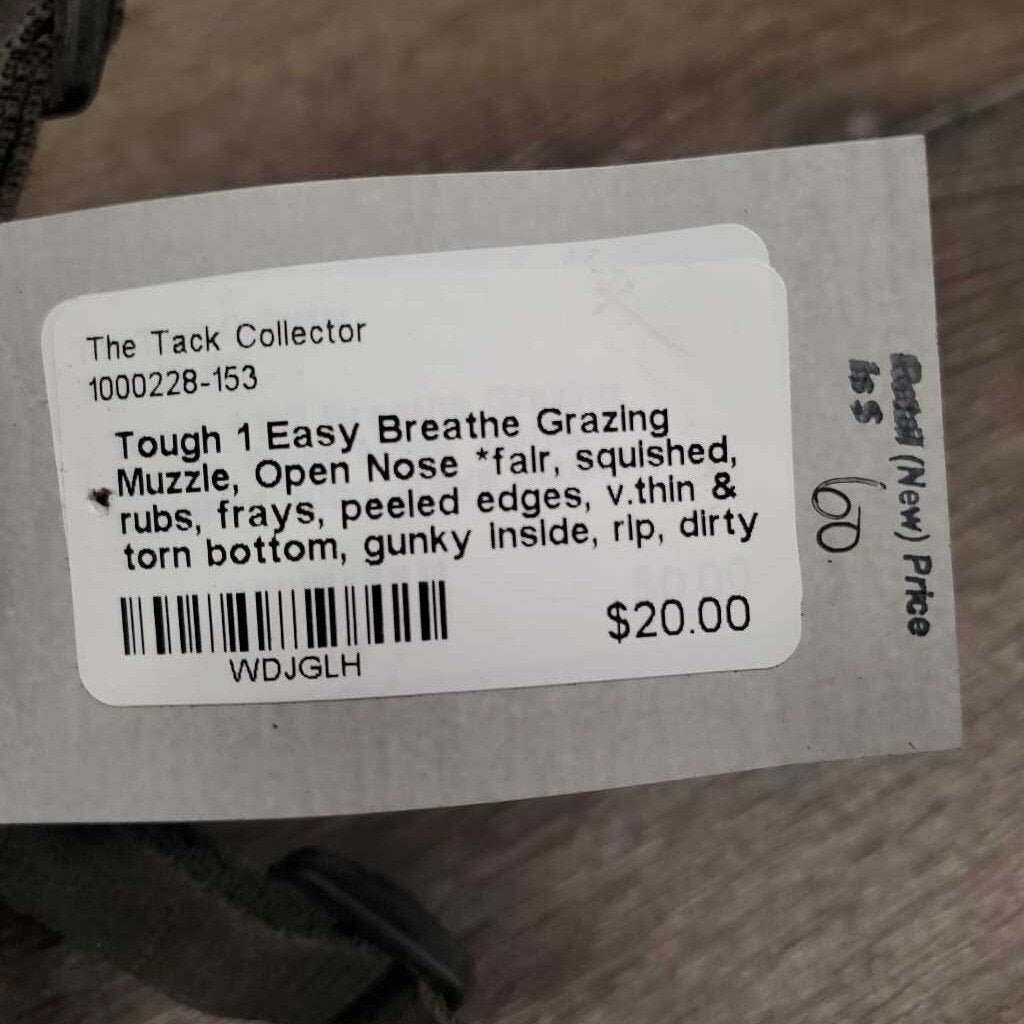 The Tack Collector
1000228-153
Tough 1 Easy Breathe Grazing
Muzzle, Open Nose *fair, squished,
rubs, frays, peeled edges, v.thin &
torn bottom, gunky inside, rip, dirty
WDJGLH
$20.00
Retail (New) Price
is $
60